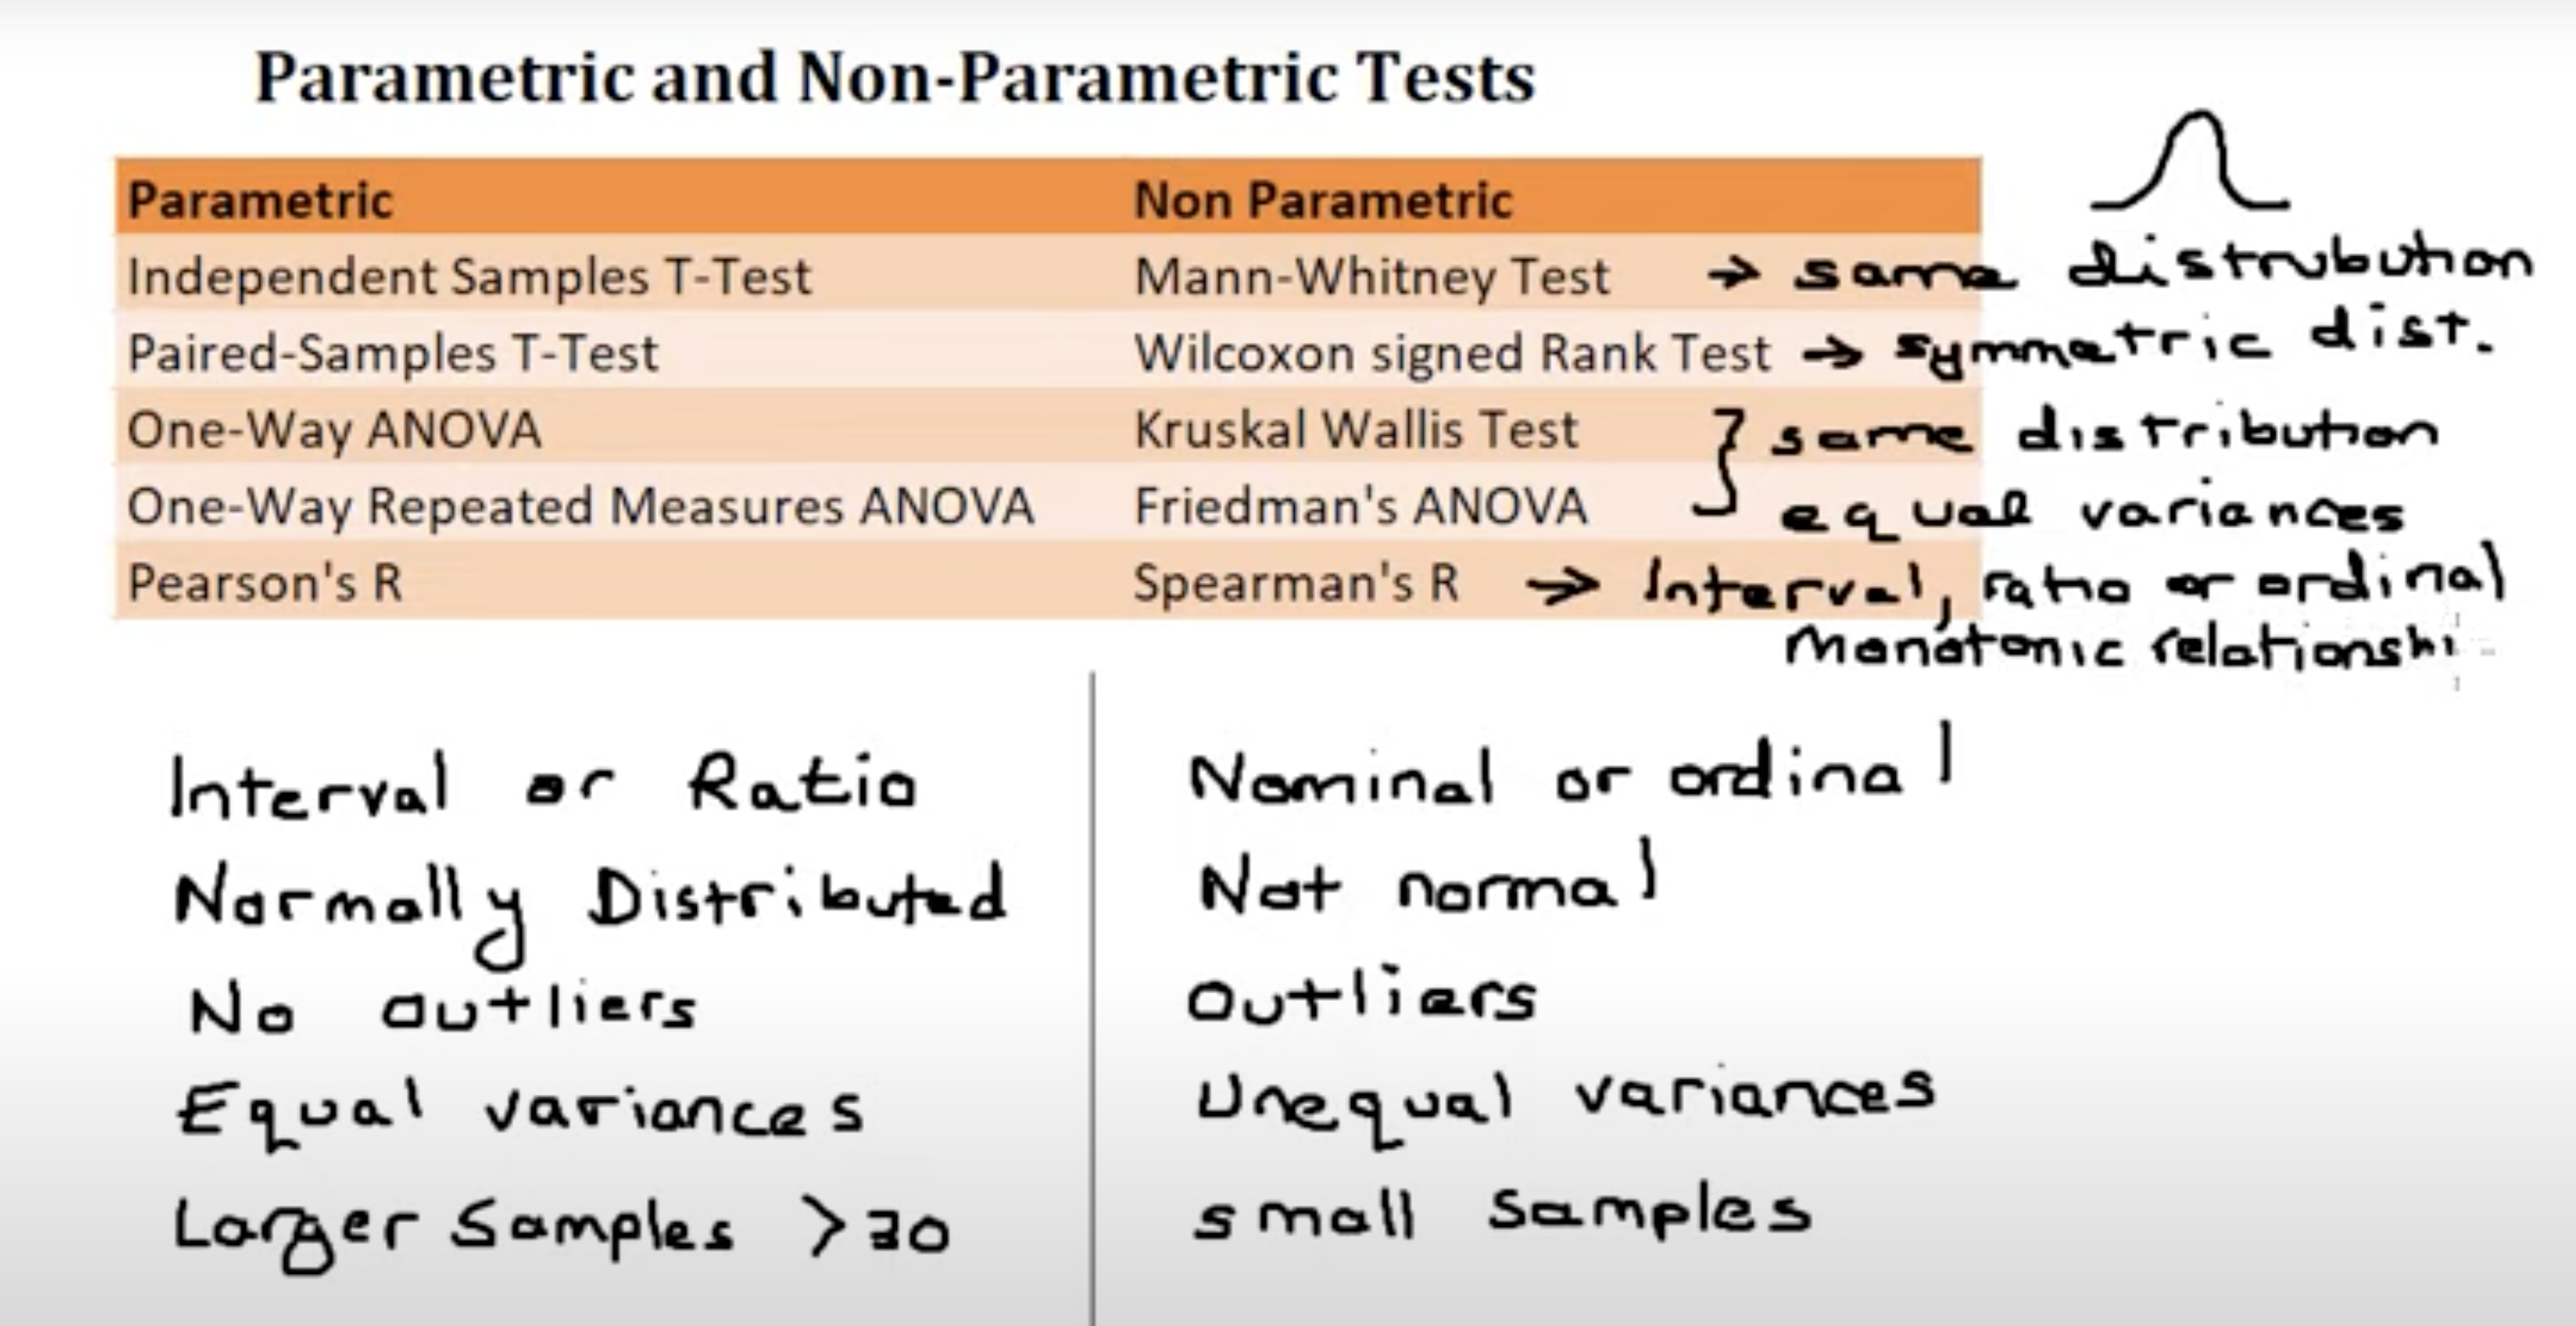 Parametric and Non-Parametric Tests
Parametric Non Parametric
Independent Samples T-Test Mann-Whitney Test → same distribution
Paired-Samples T-Test Wilcoxon signed Rank Test → symmetric dist.
One-Way ANOVA Kruskal Wallis Test } same distribution
One-Way Repeated Measures ANOVA Friedman's ANOVA equal variances
Pearson's R Spearman's R → Interval, ratio or ordinal
Monotonic relationshi
Interval or Ratio Nominal or ordinal
Normally Distributed Not normal
No outliers Outliers
Equal variances Unequal variances
Larger Samples >30 small samples